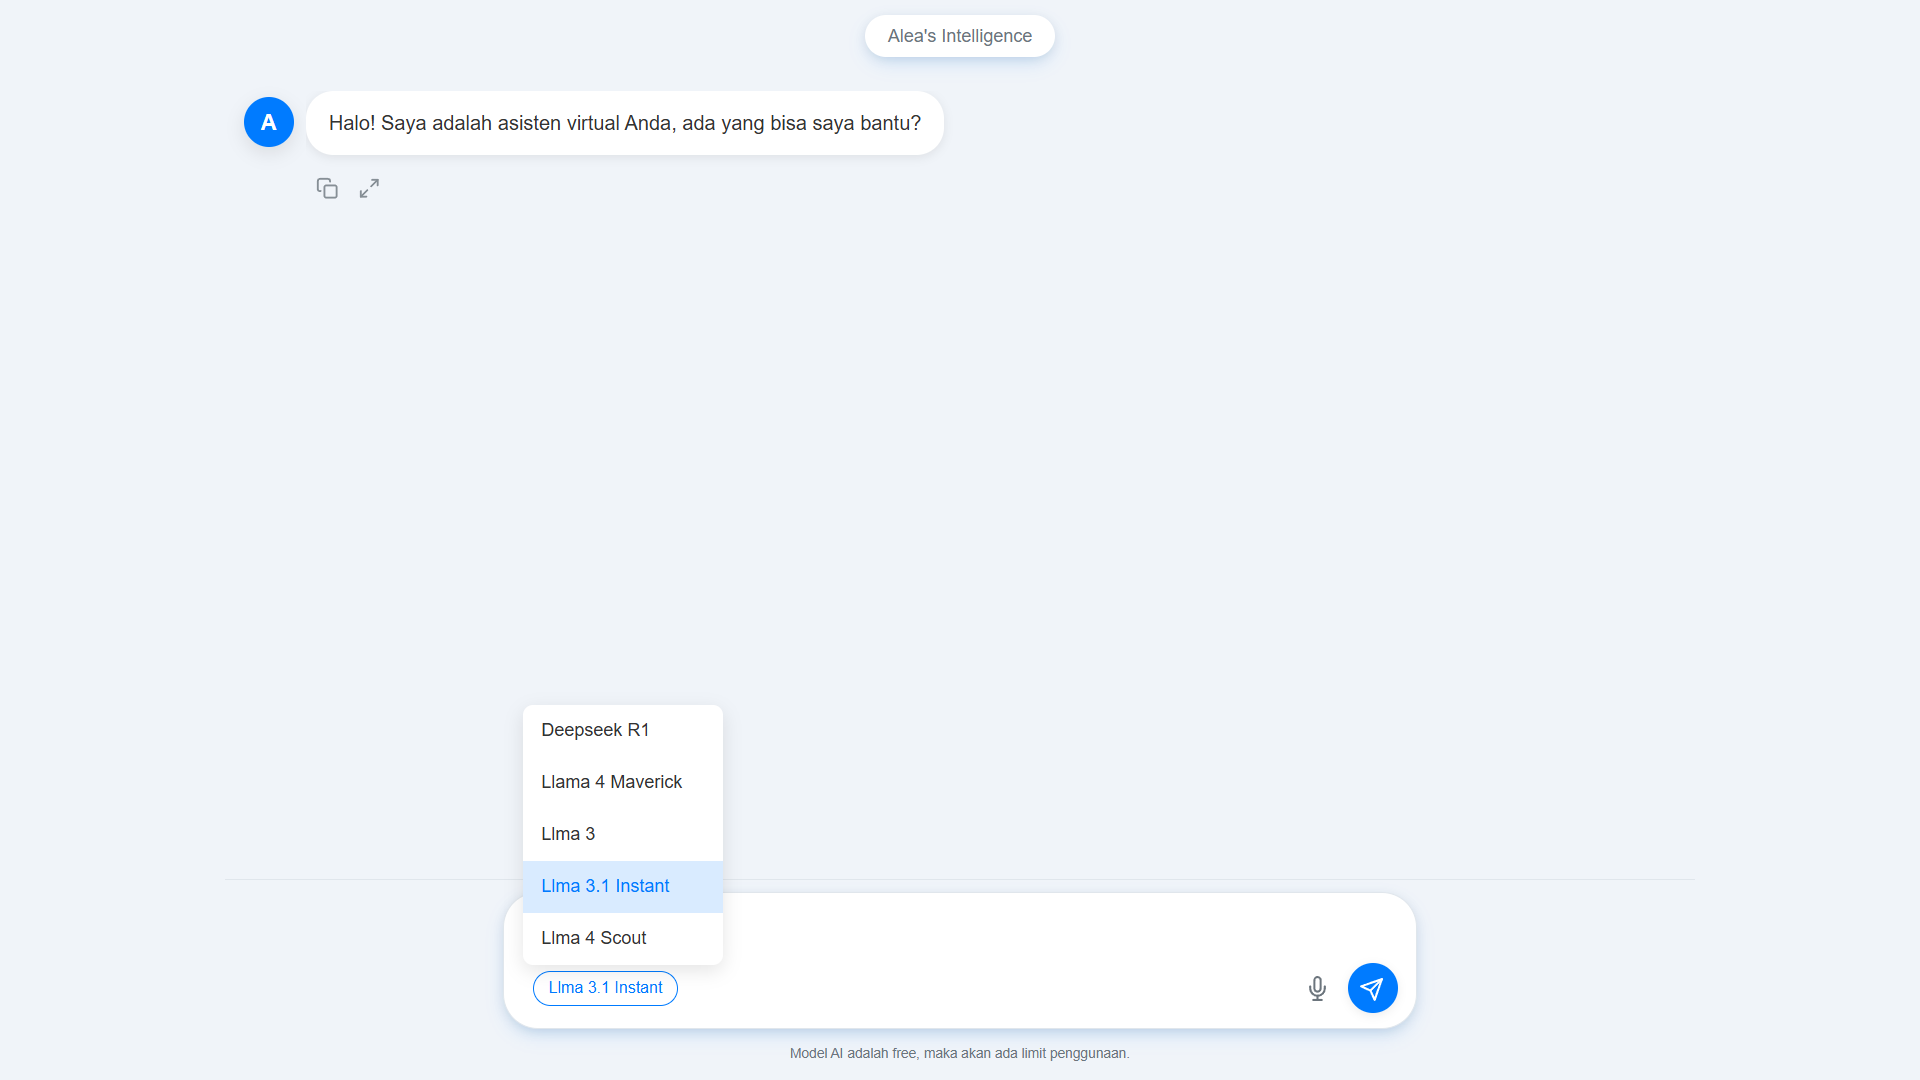 Alea's Intelligence
A
Halo! Saya adalah asisten virtual Anda, ada yang bisa saya bantu?
Deepseek R1
Llama 4 Maverick
Llma 3
Llma 3.1 Instant
Llma 4 Scout
Llma 3.1 Instant
Model AI adalah free, maka akan ada limit penggunaan.